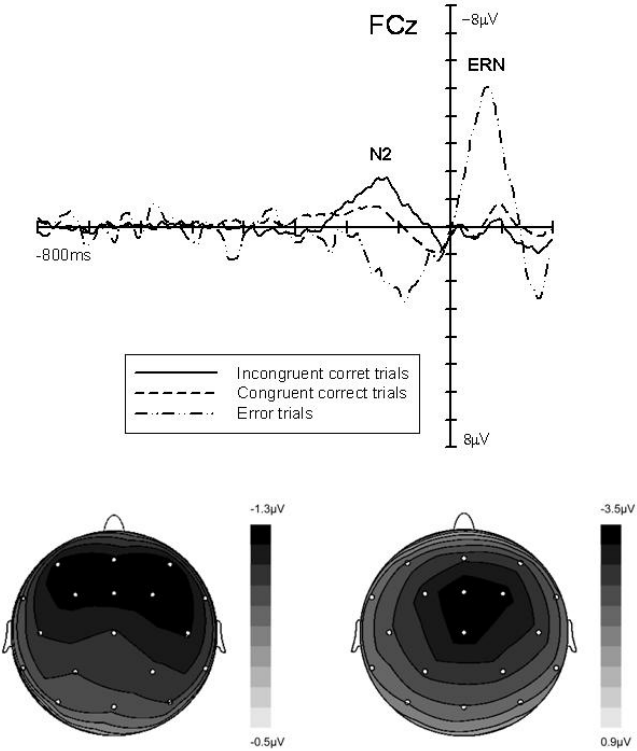 FCz
-8µV
ERN
N2
-800ms
Incongruent corret trials
Congruent correct trials
Error trials
8µV
-1.3µV
-3.5µV
-0.5µV
0.9µV